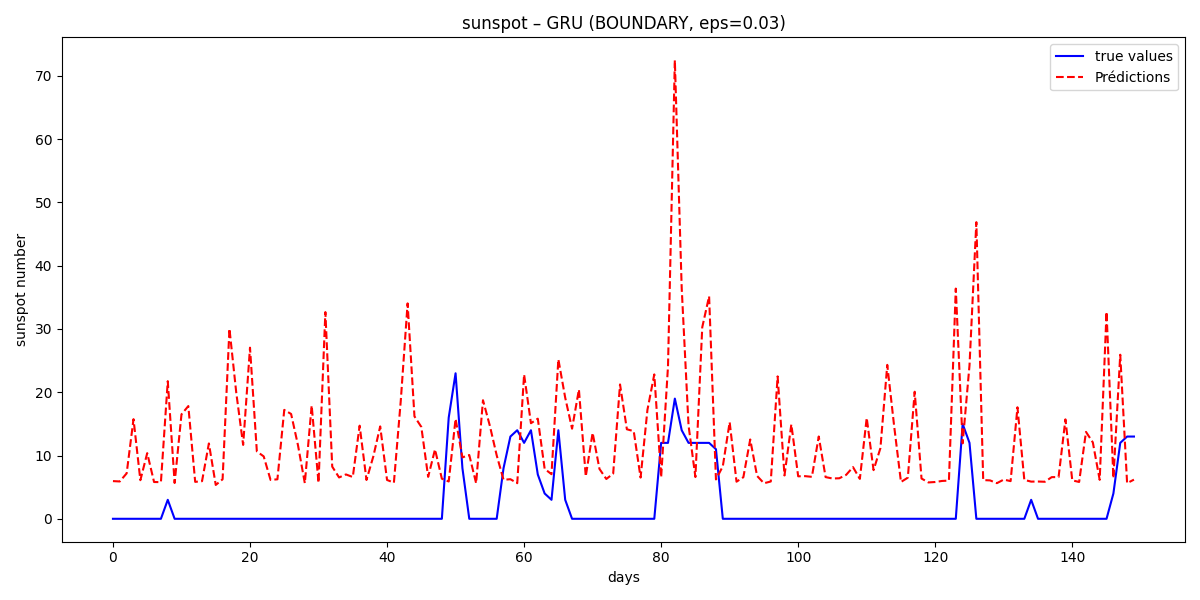 sunspot – GRU (BOUNDARY, eps=0.03)
true values
Prédictions
sunspot number
70
60
50
40
30
20
10
0
0 20 40 60 80 100 120 140
days